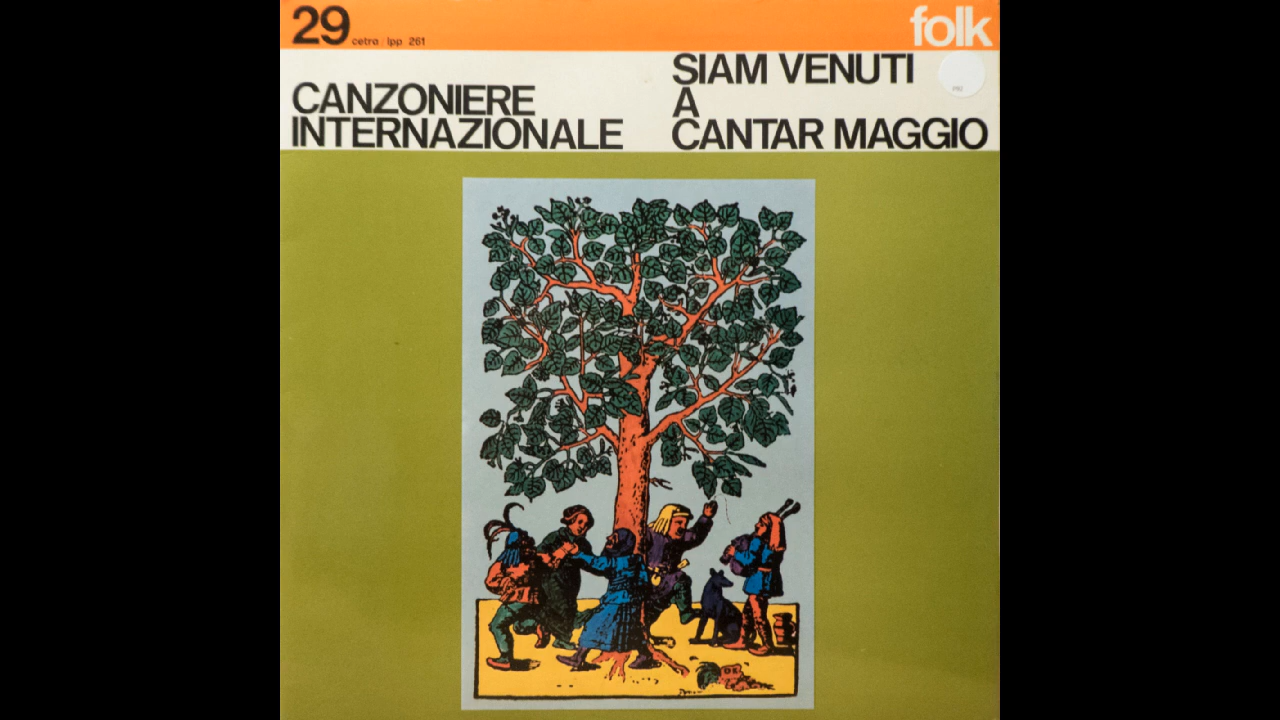 29 cetra / lpp 261
folk
CANZONIERE
INTERNAZIONALE
SIAM VENUTI
A
CANTAR MAGGIO